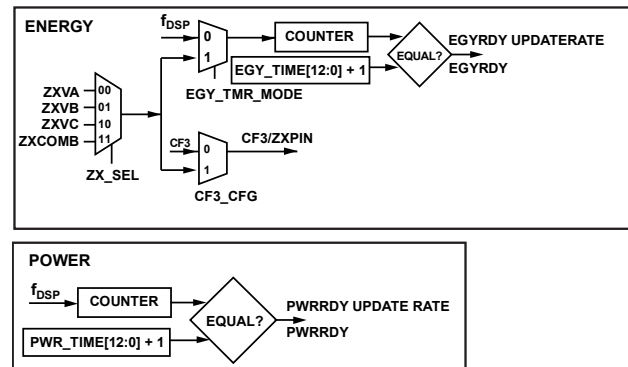 ENERGY
fDSP
0
1
COUNTER
EGY_TIME[12:0] + 1
EQUAL?
EGYRDY UPDATERATE
EGYRDY
EGY_TMR_MODE
ZXVA
ZXVB
ZXVC
ZXCOMB
00
01
10
11
ZX_SEL
CF3
0
1
CF3/ZXPIN
CF3_CFG
POWER
fDSP
COUNTER
PWR_TIME[12:0] + 1
EQUAL?
PWRRDY UPDATE RATE
PWRRDY